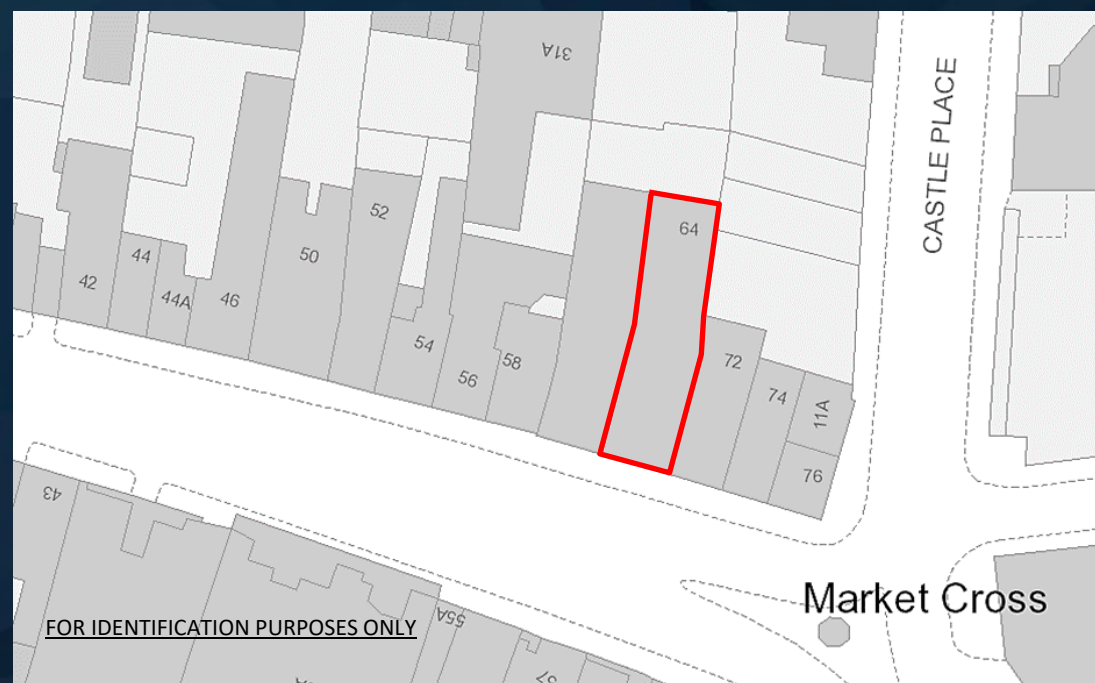 31A
CASTLE PLACE
64
52
50
44
42
44A
46
54
58
56
72
74
11A
76
43
Market Cross
55A
FOR IDENTIFICATION PURPOSES ONLY
57